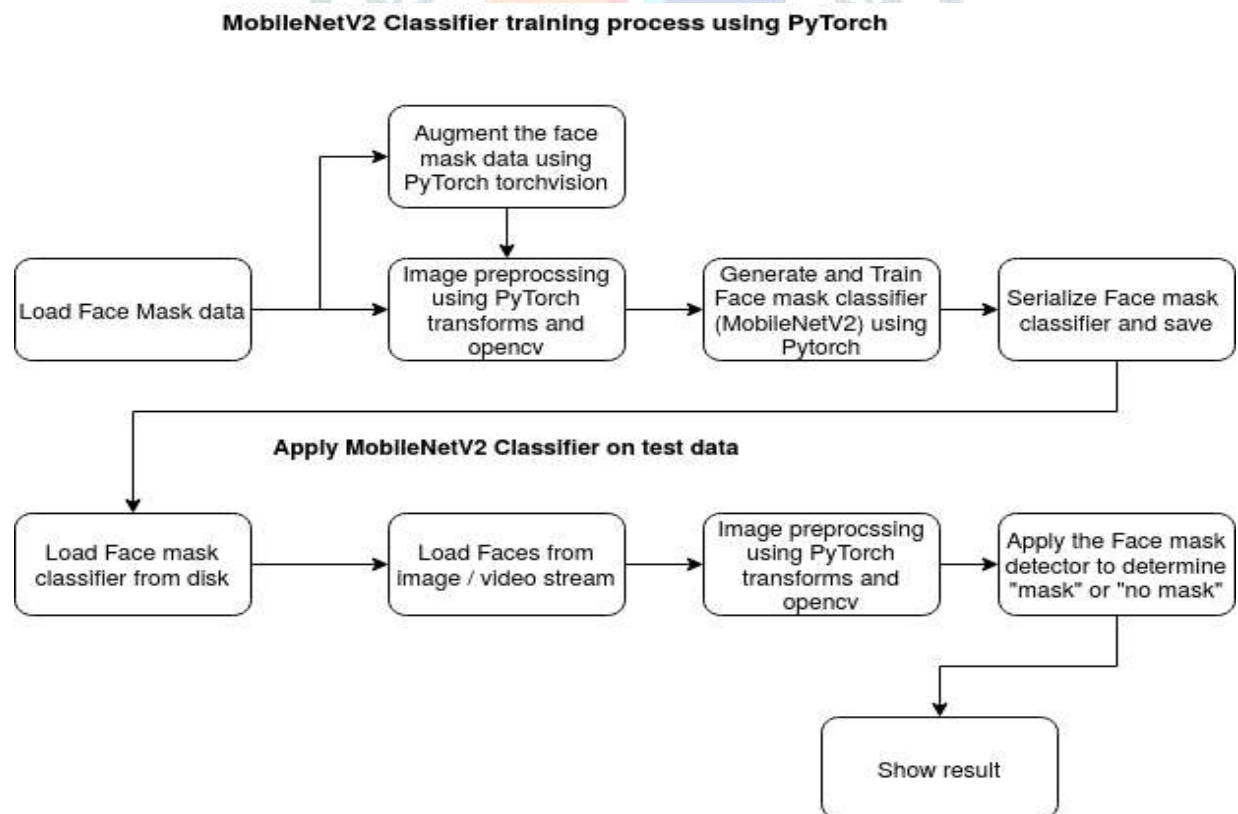 MobileNetV2 Classifier training process using PyTorch
Augment the face
mask data using
PyTorch torchvision
Load Face Mask data
Image preprocssing
using PyTorch
transforms and
opencv
Generate and Train
Face mask classifier
(MobileNetV2) using
Pytorch
Serialize Face mask
classifier and save
Apply MobileNetV2 Classifier on test data
Load Face mask
classifier from disk
Load Faces from
image / video stream
Image preprocssing
using PyTorch
transforms and
opencv
Apply the Face mask
detector to determine
"mask" or "no mask"
Show result